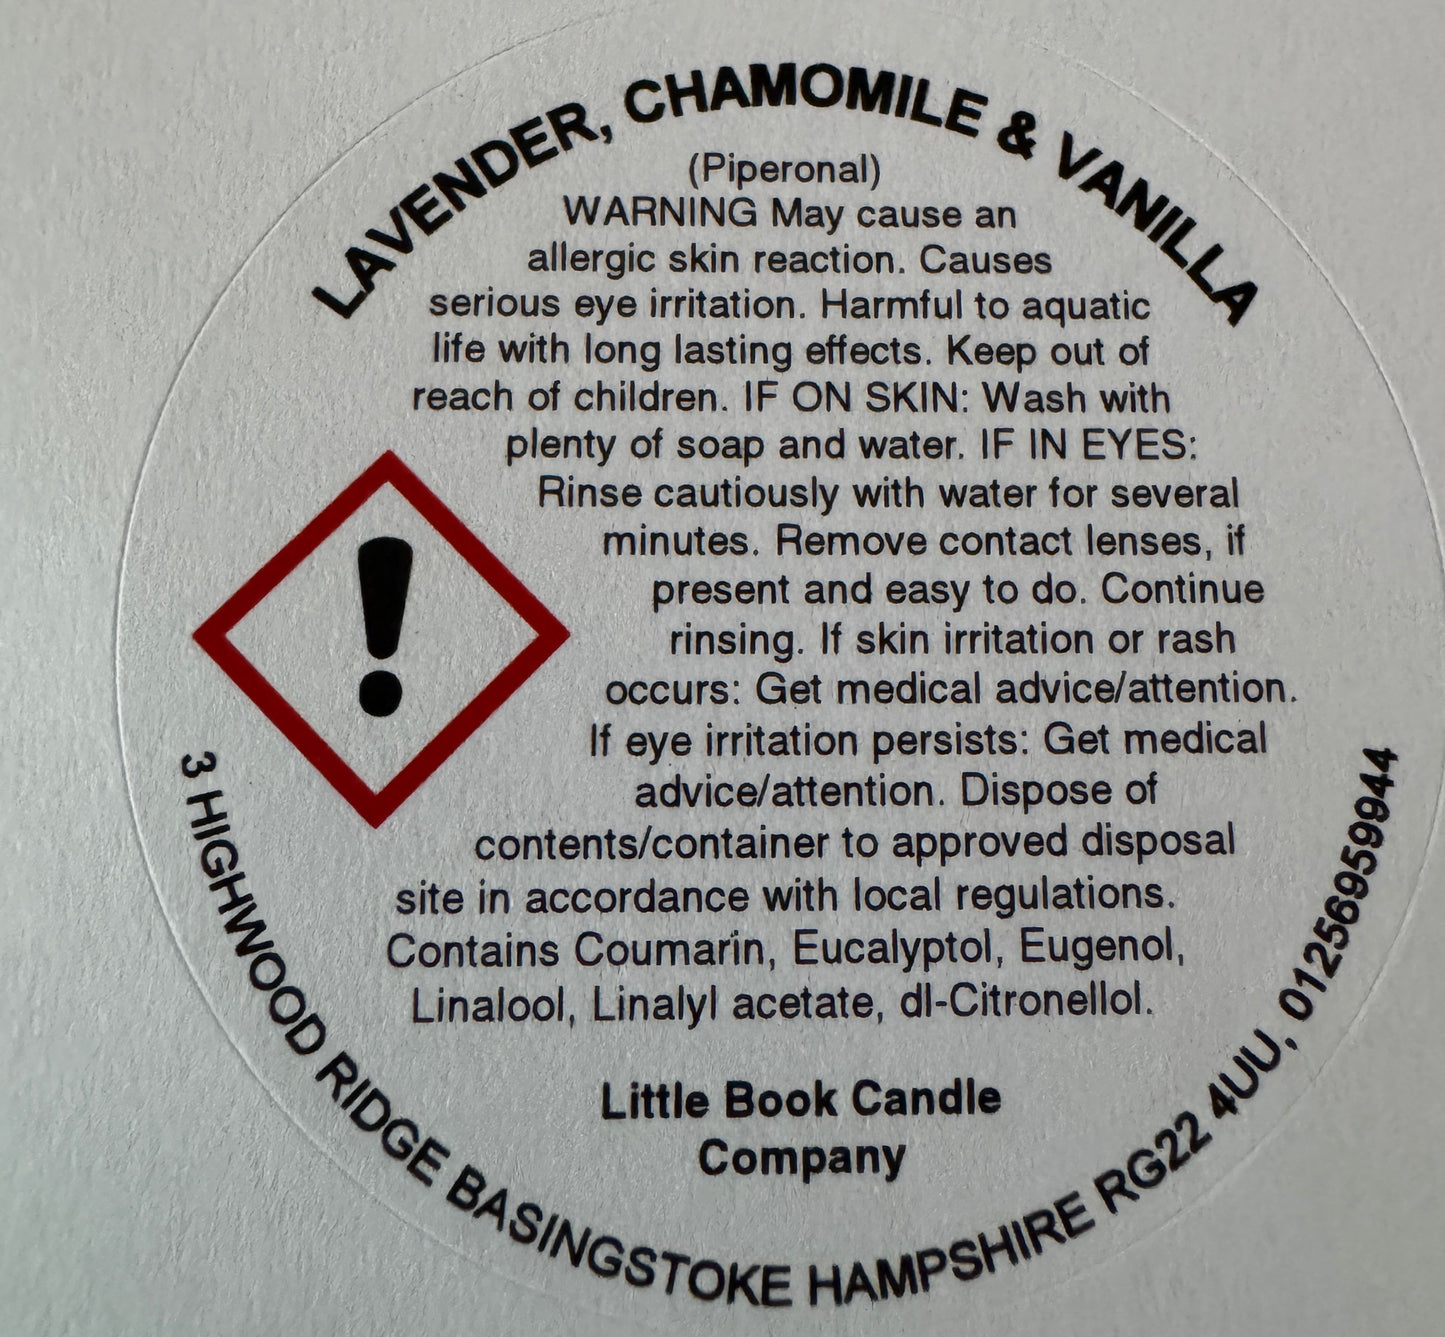 LAVENDER, CHAMOMILE & VANILLA
(Piperonal)
WARNING May cause an
allergic skin reaction. Causes
serious eye irritation. Harmful to aquatic
life with long lasting effects. Keep out of
reach of children. IF ON SKIN: Wash with
plenty of soap and water. IF IN EYES:
Rinse cautiously with water for several
minutes. Remove contact lenses, if
present and easy to do. Continue
rinsing. If skin irritation or rash
occurs: Get medical advice/attention.
If eye irritation persists: Get medical
advice/attention. Dispose of
contents/container to approved disposal
site in accordance with local regulations.
Contains Coumarin, Eucalyptol, Eugenol,
Linalool, Linalyl acetate, dl-Citronellol.
Little Book Candle
Company
3 HIGHWOOD RIDGE BASINGSTOKE HAMPSHIRE RG22 4UU, 01256959944